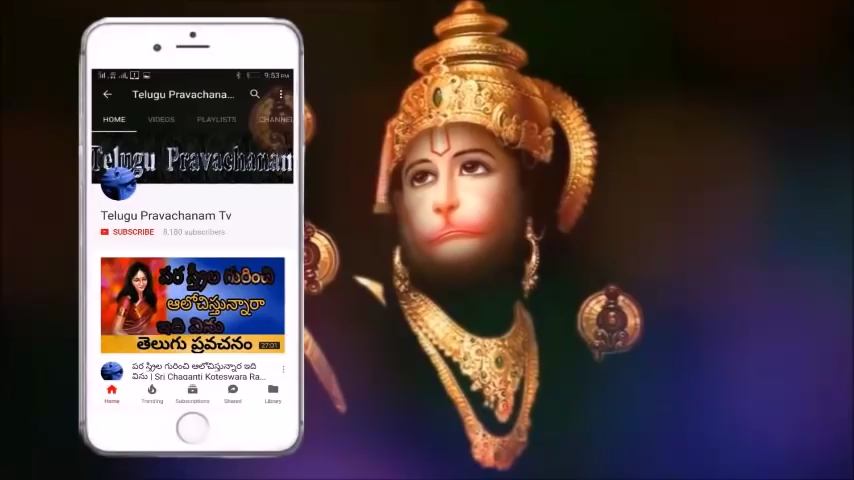 9:53 PM
Telugu Pravachana...
HOME VIDEOS PLAYLISTS CHANNEL
Telugu Pravachanam
Telugu Pravachanam Tv
SUBSCRIBE 8,180 subscribers
పర స్త్రీల గురించి
ఆలోచిస్తున్నారా
ఇది విను
తెలుగు ప్రవచనం 27:01
పర స్త్రీల గురించి ఆలోచిస్తున్నార ఇది
విను | Sri Chaganti Koteswara Ra...
Home Trending Subscriptions Shared Library